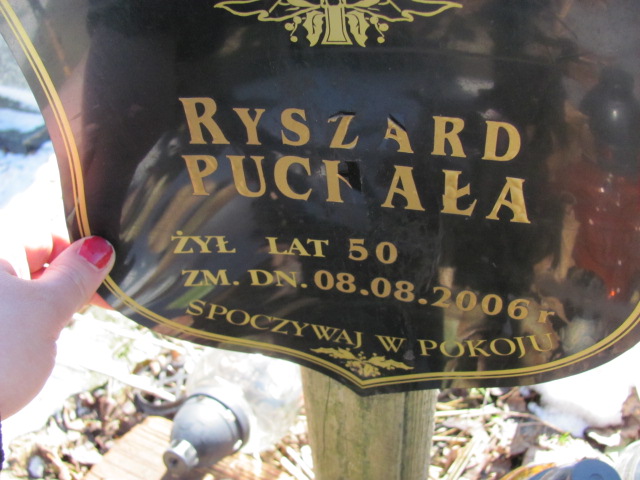 RYSZARD
PUCHAŁA
ŻYŁ LAT 50
ZM. DN. 08.08.2006 r
SPOCZYWAJ W POKOJU